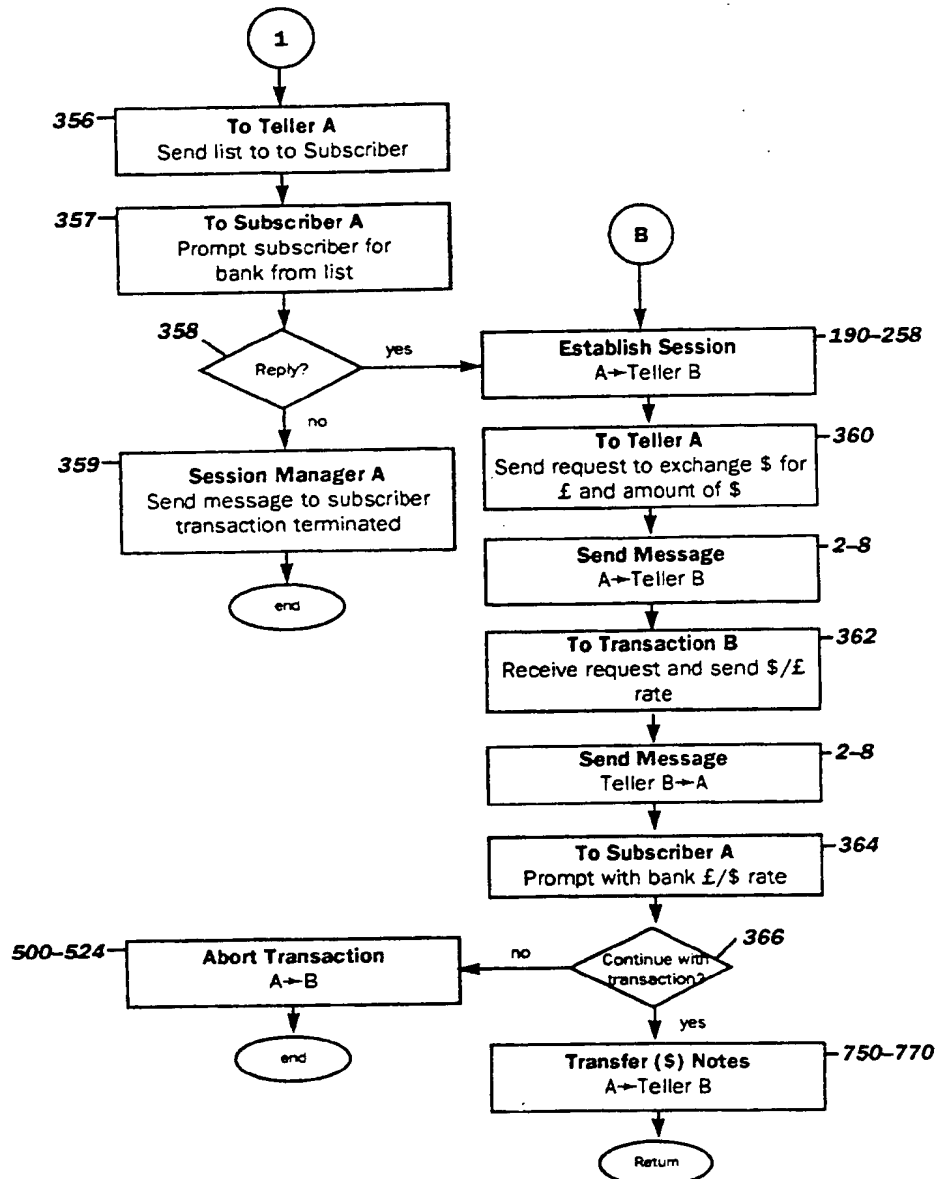 1
356
To Teller A
Send list to to Subscriber
357
To Subscriber A
Prompt subscriber for
bank from list
B
358
Reply?
yes
no
190–258
Establish Session
A→Teller B
359
Session Manager A
Send message to subscriber
transaction terminated
end
360
To Teller A
Send request to exchange $ for
£ and amount of $
2–8
Send Message
A→Teller B
362
To Transaction B
Receive request and send $/£
rate
2–8
Send Message
Teller B→A
364
To Subscriber A
Prompt with bank £/$ rate
366
Continue with
transaction?
no
yes
500–524
Abort Transaction
A→B
end
750–770
Transfer ($) Notes
A→Teller B
Return